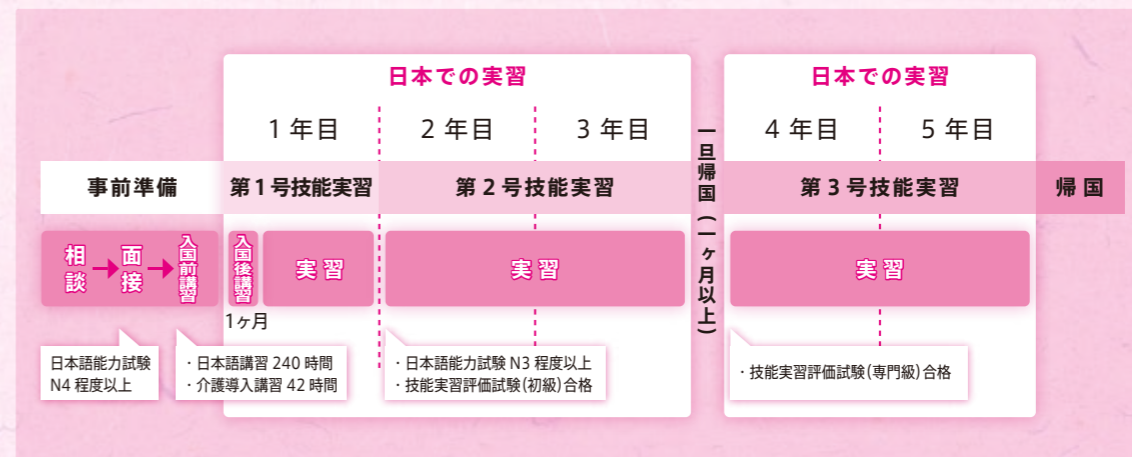 日本での実習
日本での実習
1 年目
2 年目
3 年目
4 年目
5 年目
一旦帰国(一ヶ月以上)
事前準備
第1号技能実習
第 2 号技能実習
第 3 号技能実習
帰 国
相談
面接
入国前講習
入国後講習
実 習
実 習
実 習
1ヶ月
日本語能力試験
N4 程度以上
・日本語講習 240 時間
・介護導入講習 42 時間
・日本語能力試験 N3 程度以上
・技能実習評価試験(初級)合格
・技能実習評価試験(専門級)合格